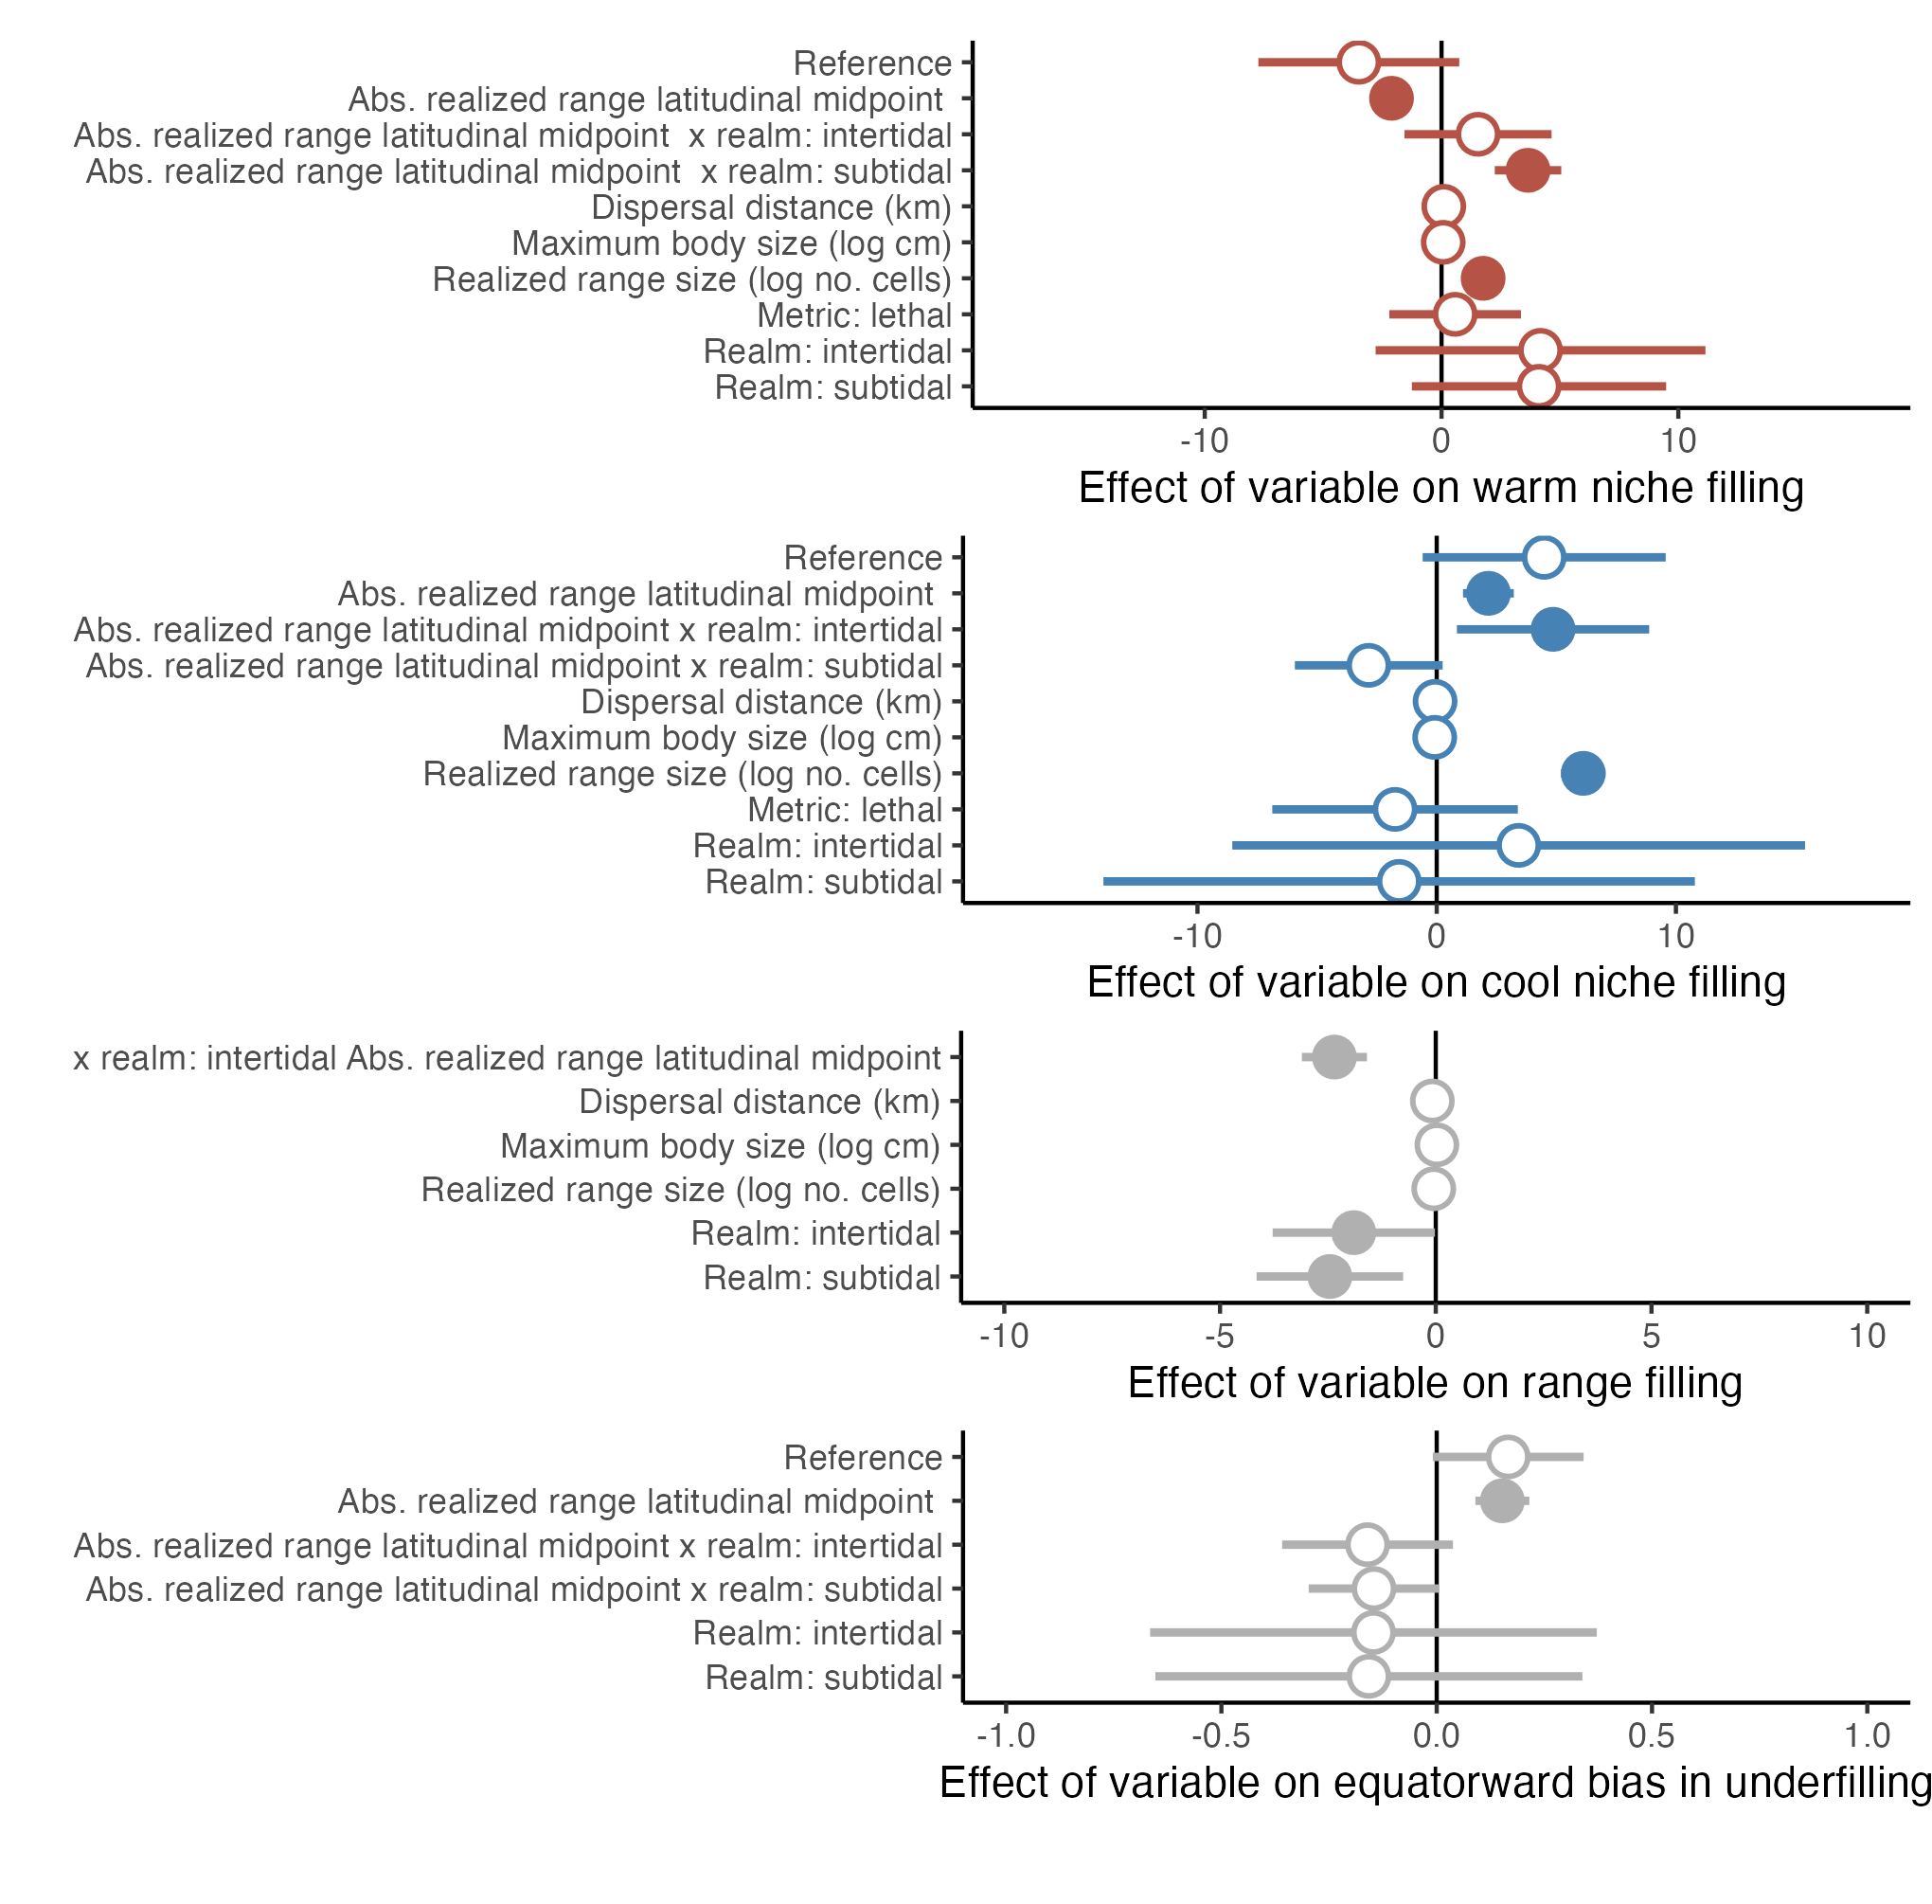 Reference
Abs. realized range latitudinal midpoint
Abs. realized range latitudinal midpoint  x realm: intertidal
Abs. realized range latitudinal midpoint  x realm: subtidal
Dispersal distance (km)
Maximum body size (log cm)
Realized range size (log no. cells)
Metric: lethal
Realm: intertidal
Realm: subtidal
-10 0 10
Effect of variable on warm niche filling
Reference
Abs. realized range latitudinal midpoint
Abs. realized range latitudinal midpoint x realm: intertidal
Abs. realized range latitudinal midpoint x realm: subtidal
Dispersal distance (km)
Maximum body size (log cm)
Realized range size (log no. cells)
Metric: lethal
Realm: intertidal
Realm: subtidal
-10 0 10
Effect of variable on cool niche filling
x realm: intertidal Abs. realized range latitudinal midpoint
Dispersal distance (km)
Maximum body size (log cm)
Realized range size (log no. cells)
Realm: intertidal
Realm: subtidal
-10 -5 0 5 10
Effect of variable on range filling
Reference
Abs. realized range latitudinal midpoint
Abs. realized range latitudinal midpoint x realm: intertidal
Abs. realized range latitudinal midpoint x realm: subtidal
Realm: intertidal
Realm: subtidal
-1.0 -0.5 0.0 0.5 1.0
Effect of variable on equatorward bias in underfilling